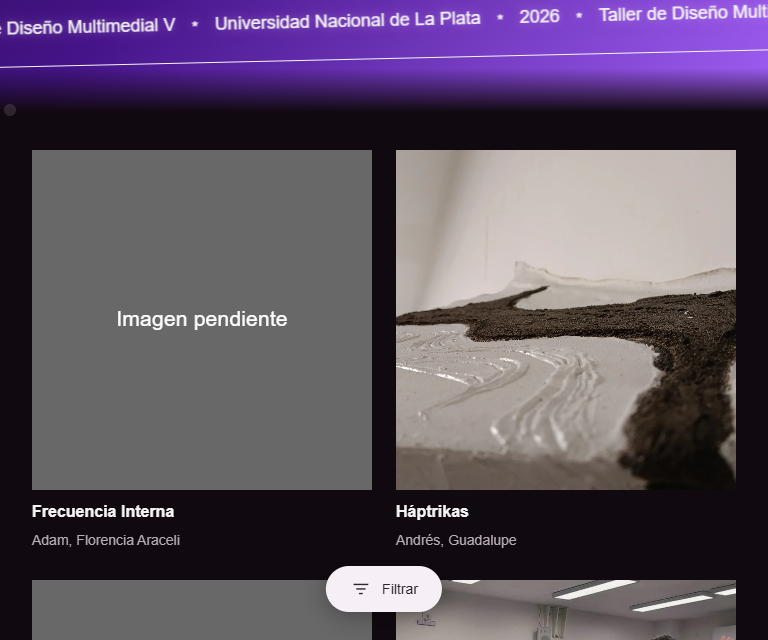 Diseño Multimedial V * Universidad Nacional de La Plata * 2026 * Taller de Diseño
Imagen pendiente
Frecuencia Interna
Háptrikas
Adam, Florencia Araceli
Andrés, Guadalupe
Filtrar